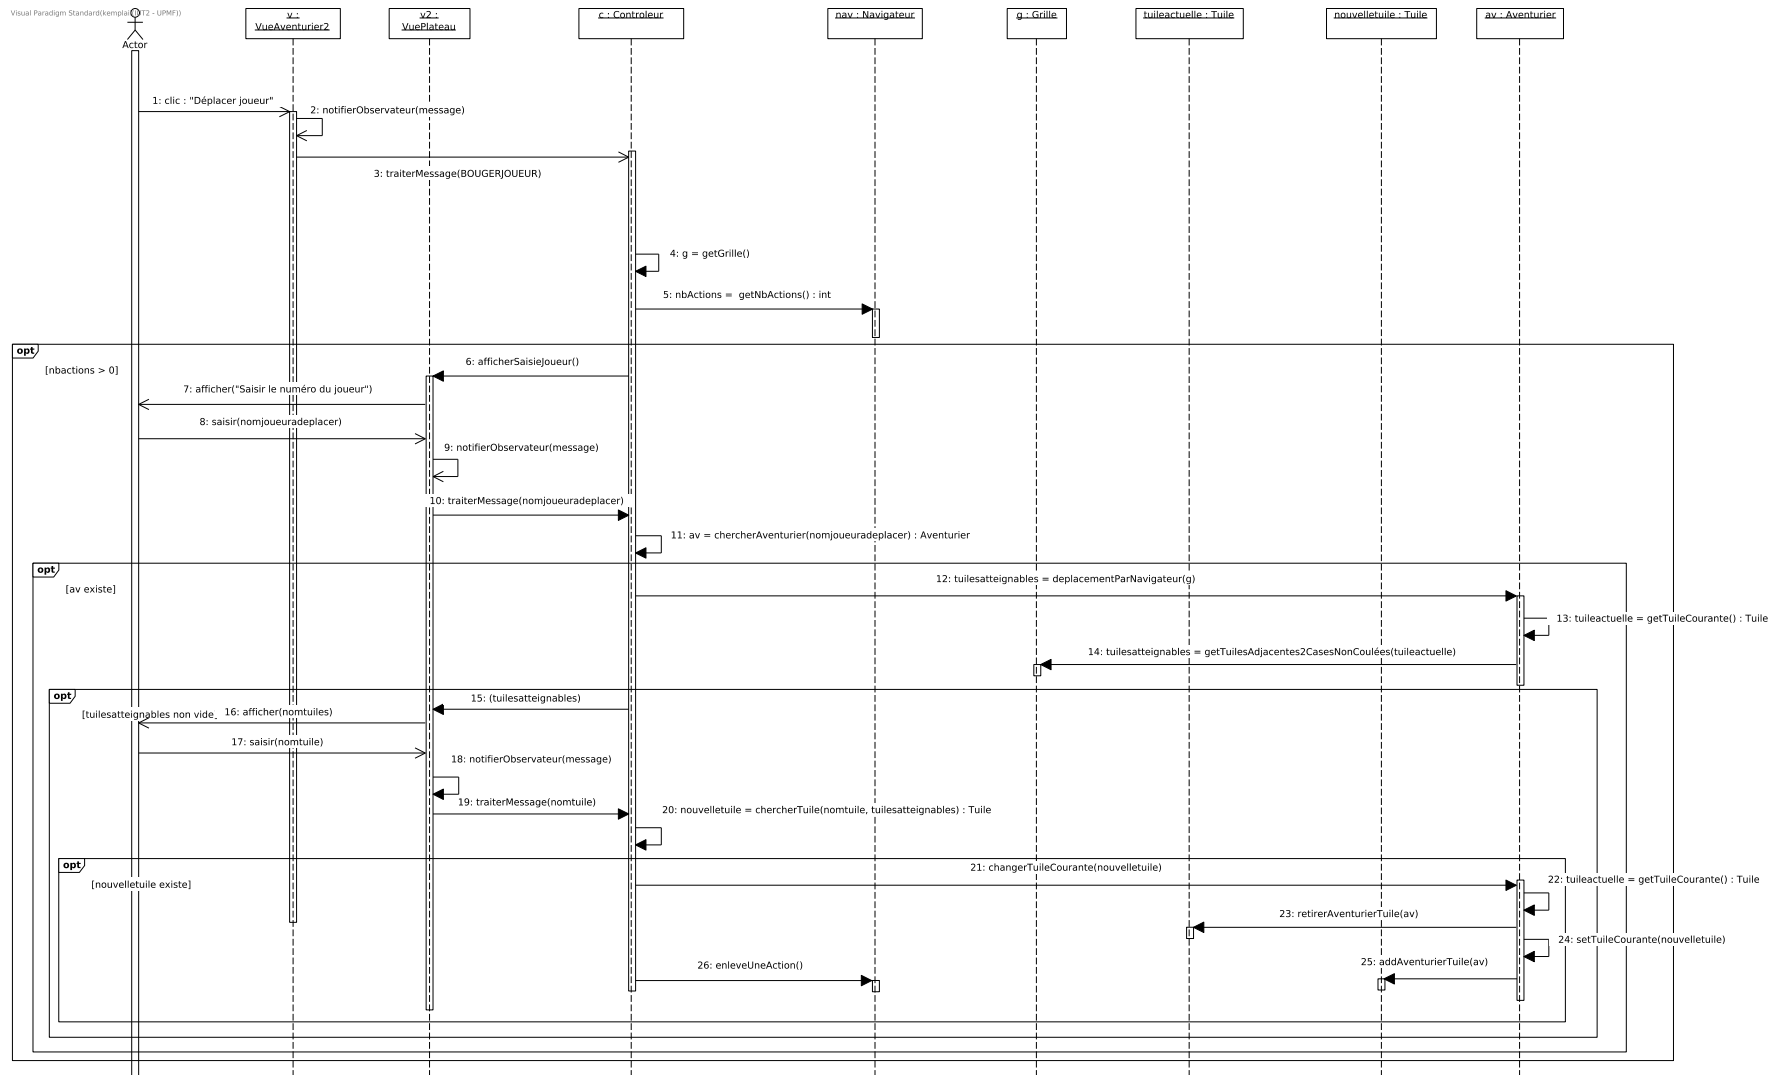 Visual Paradigm Standard(kemplail(IUT2 - UPMF))
Actor
v :
VueAventurier2
v2 :
VuePlateau
c : Controleur
nav : Navigateur
g : Grille
tuileactuelle : Tuile
nouvelletuile : Tuile
av : Aventurier
1: clic : "Déplacer joueur"
2: notifierObservateur(message)
3: traiterMessage(BOUGERJOUEUR)
4: g = getGrille()
5: nbActions =  getNbActions() : int
opt
[nbactions > 0]
6: afficherSaisieJoueur()
7: afficher("Saisir le numéro du joueur")
8: saisir(nomjoueuradeplacer)
9: notifierObservateur(message)
10: traiterMessage(nomjoueuradeplacer)
11: av = chercherAventurier(nomjoueuradeplacer) : Aventurier
opt
[av existe]
12: tuilesatteignables = deplacementParNavigateur(g)
13: tuileactuelle = getTuileCourante() : Tuile
14: tuilesatteignables = getTuilesAdjacentes2CasesNonCoulées(tuileactuelle)
opt
[tuilesatteignables non vide
15: (tuilesatteignables)
16: afficher(nomtuiles)
17: saisir(nomtuile)
18: notifierObservateur(message)
19: traiterMessage(nomtuile)
20: nouvelletuile = chercherTuile(nomtuile, tuilesatteignables) : Tuile
opt
[nouvelletuile existe]
21: changerTuileCourante(nouvelletuile)
22: tuileactuelle = getTuileCourante() : Tuile
23: retirerAventurierTuile(av)
24: setTuileCourante(nouvelletuile)
25: addAventurierTuile(av)
26: enleveUneAction()